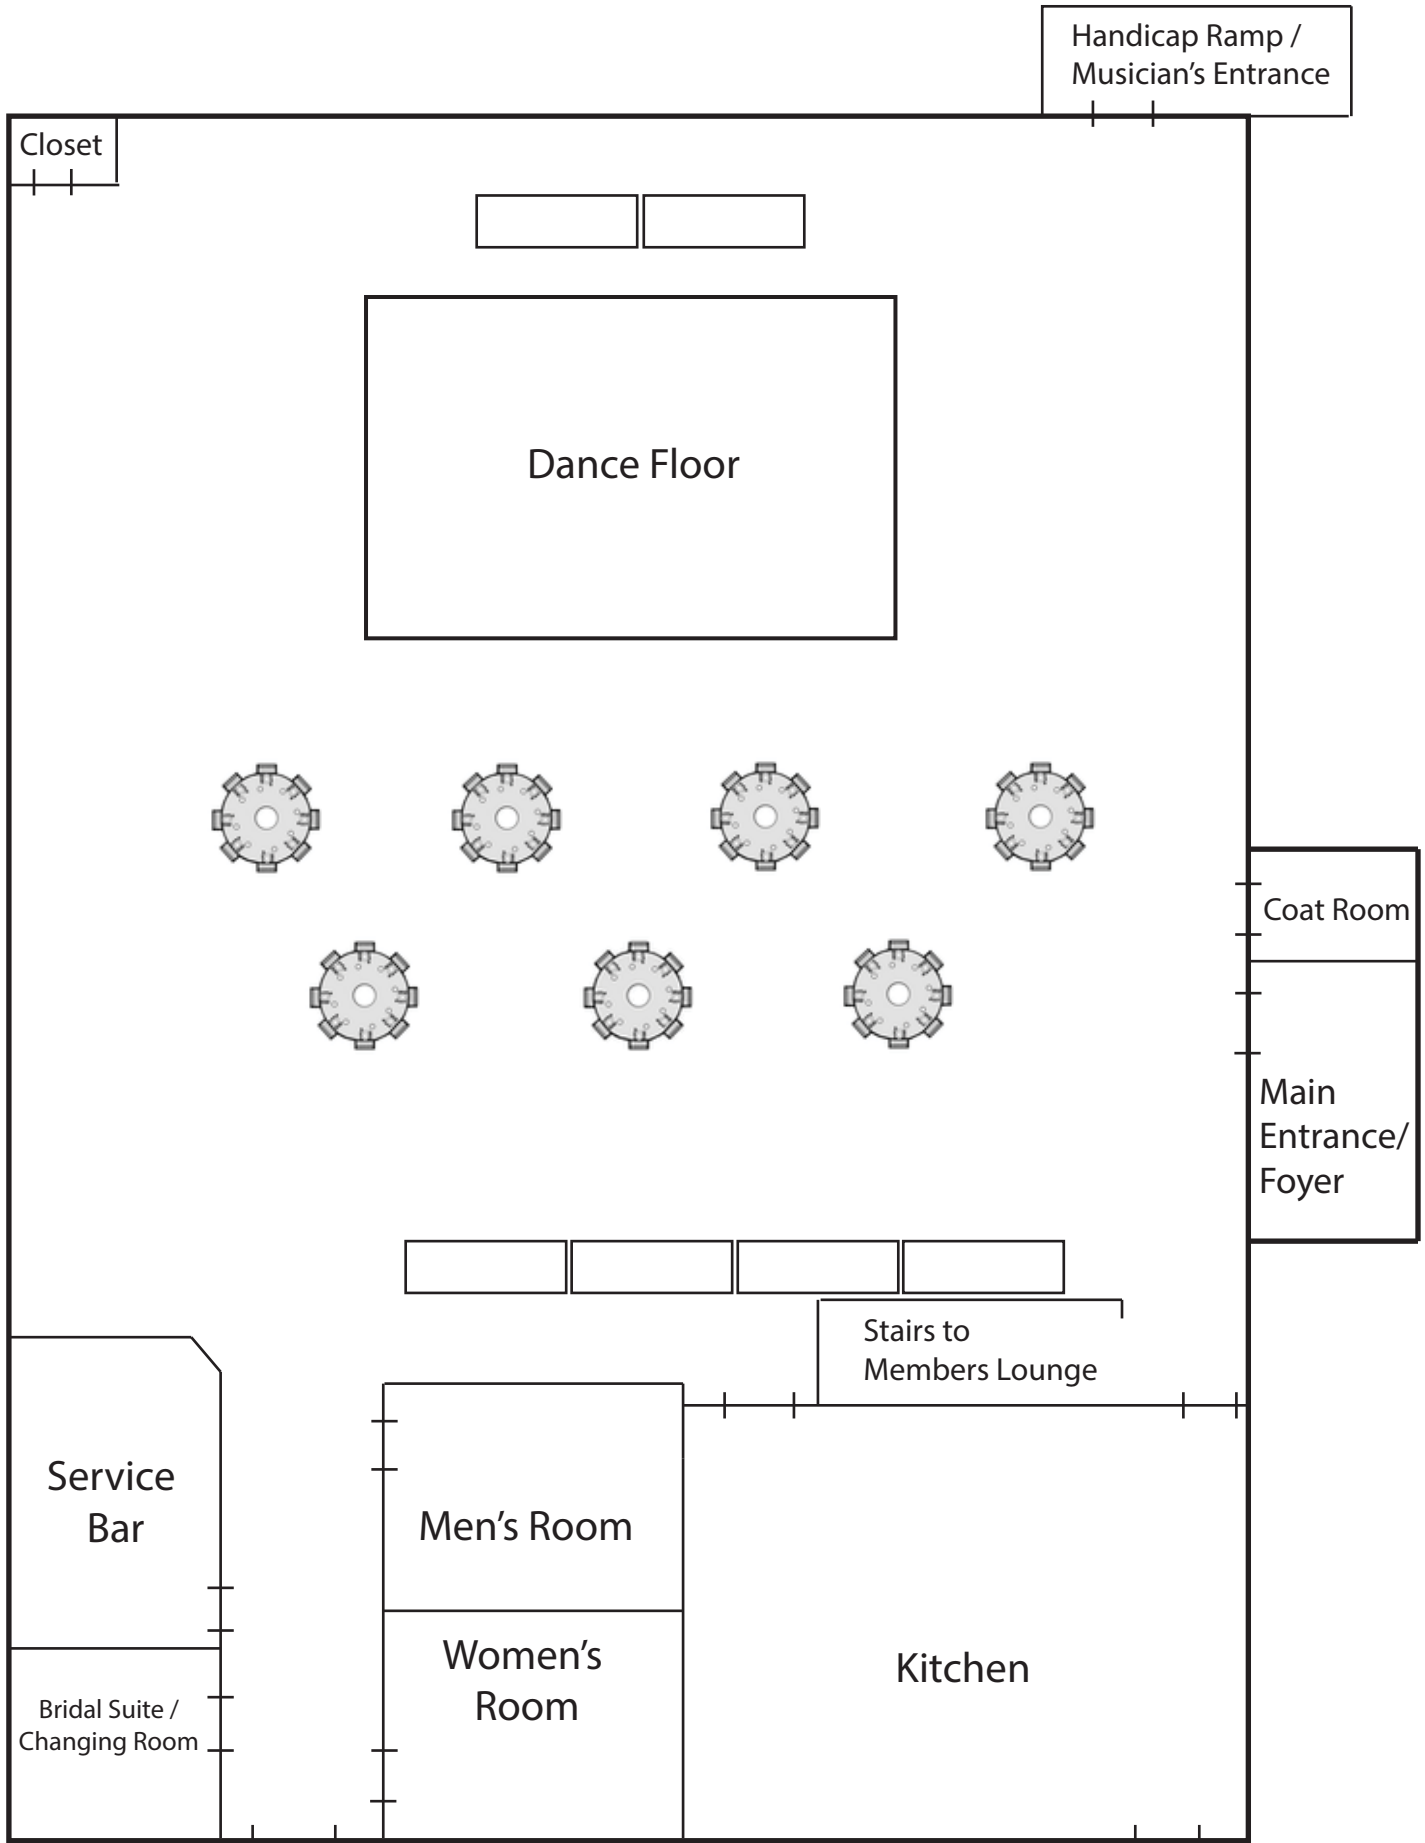 Handicap Ramp /
Musician’s Entrance
Closet
Dance Floor
Coat Room
Main
Entrance/
Foyer
Stairs to
Members Lounge
Service
Bar
Men’s Room
Women’s
Room
Kitchen
Bridal Suite /
Changing Room